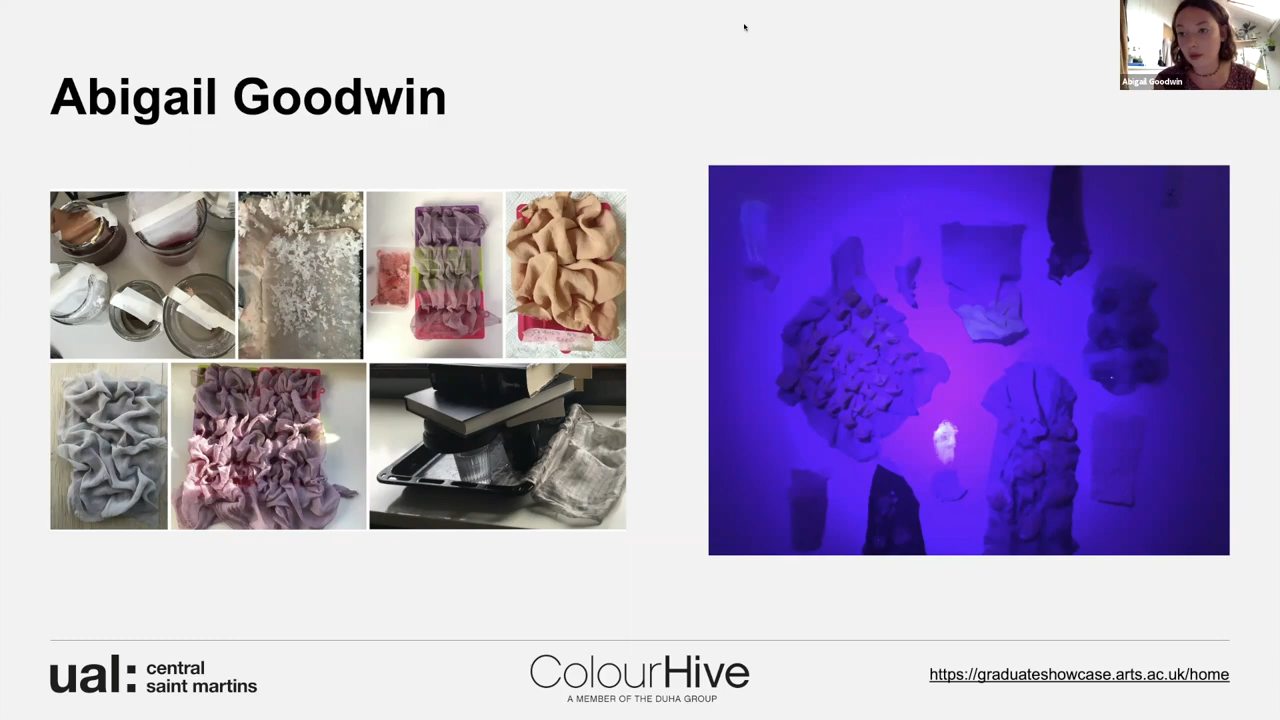 Abigail Goodwin
Abigail Goodwin
ual: central
saint martins
ColourHive
A MEMBER OF THE DUHA GROUP
https://graduateshowcase.arts.ac.uk/home